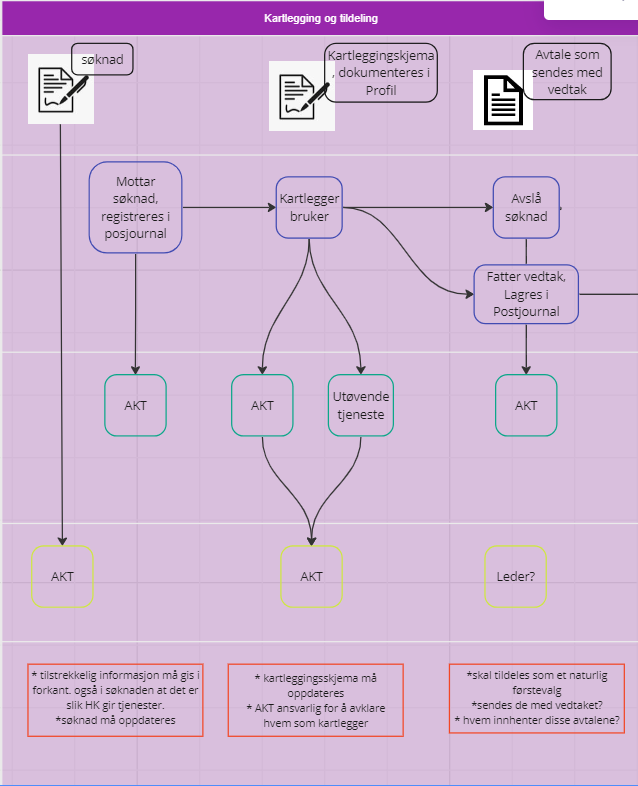 Kartlegging og tildeling
søknad
Kartleggingskjema
, dokumenteres i
Profil
Avtale som
sendes med
vedtak
Mottar
søknad,
registreres i
posjournal
Kartlegger
bruker
Avslå
søknad
Fatter vedtak,
Lagres i
Postjournal
AKT
AKT
Utøvende
tjeneste
AKT
AKT
AKT
Leder?
* tilstrekkelig informasjon må gis i
forkant. også i søknaden at det er
slik HK gir tjenester.
*søknad må oppdateres
* kartleggingsskjema må
oppdateres
* AKT ansvarlig for å avklare
hvem som kartlegger
*skal tildeles som et naturlig
førstevalg
*sendes de med vedtaket?
* hvem innhenter disse avtalene?